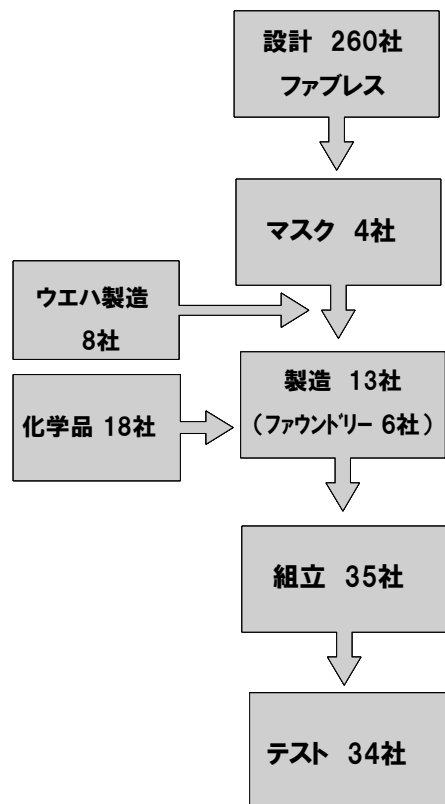 設計 260社
ファブレス
マスク 4社
ウエハ製造
8社
製造 13社
（ファウンドリー 6社）
化学品 18社
組立 35社
テスト 34社